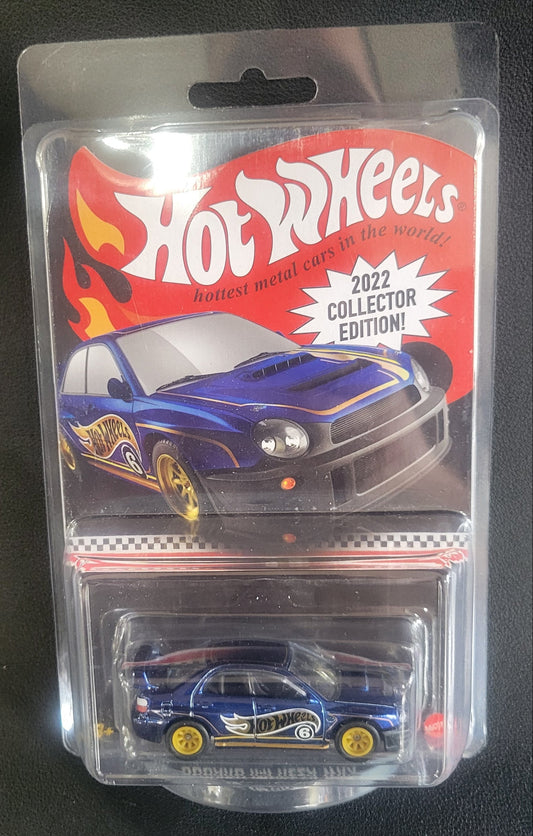 HOT WHEELS®
hottest metal cars in the world!
2022
COLLECTOR
EDITION!
HOT WHEELS
6
HOT WHEELS
6